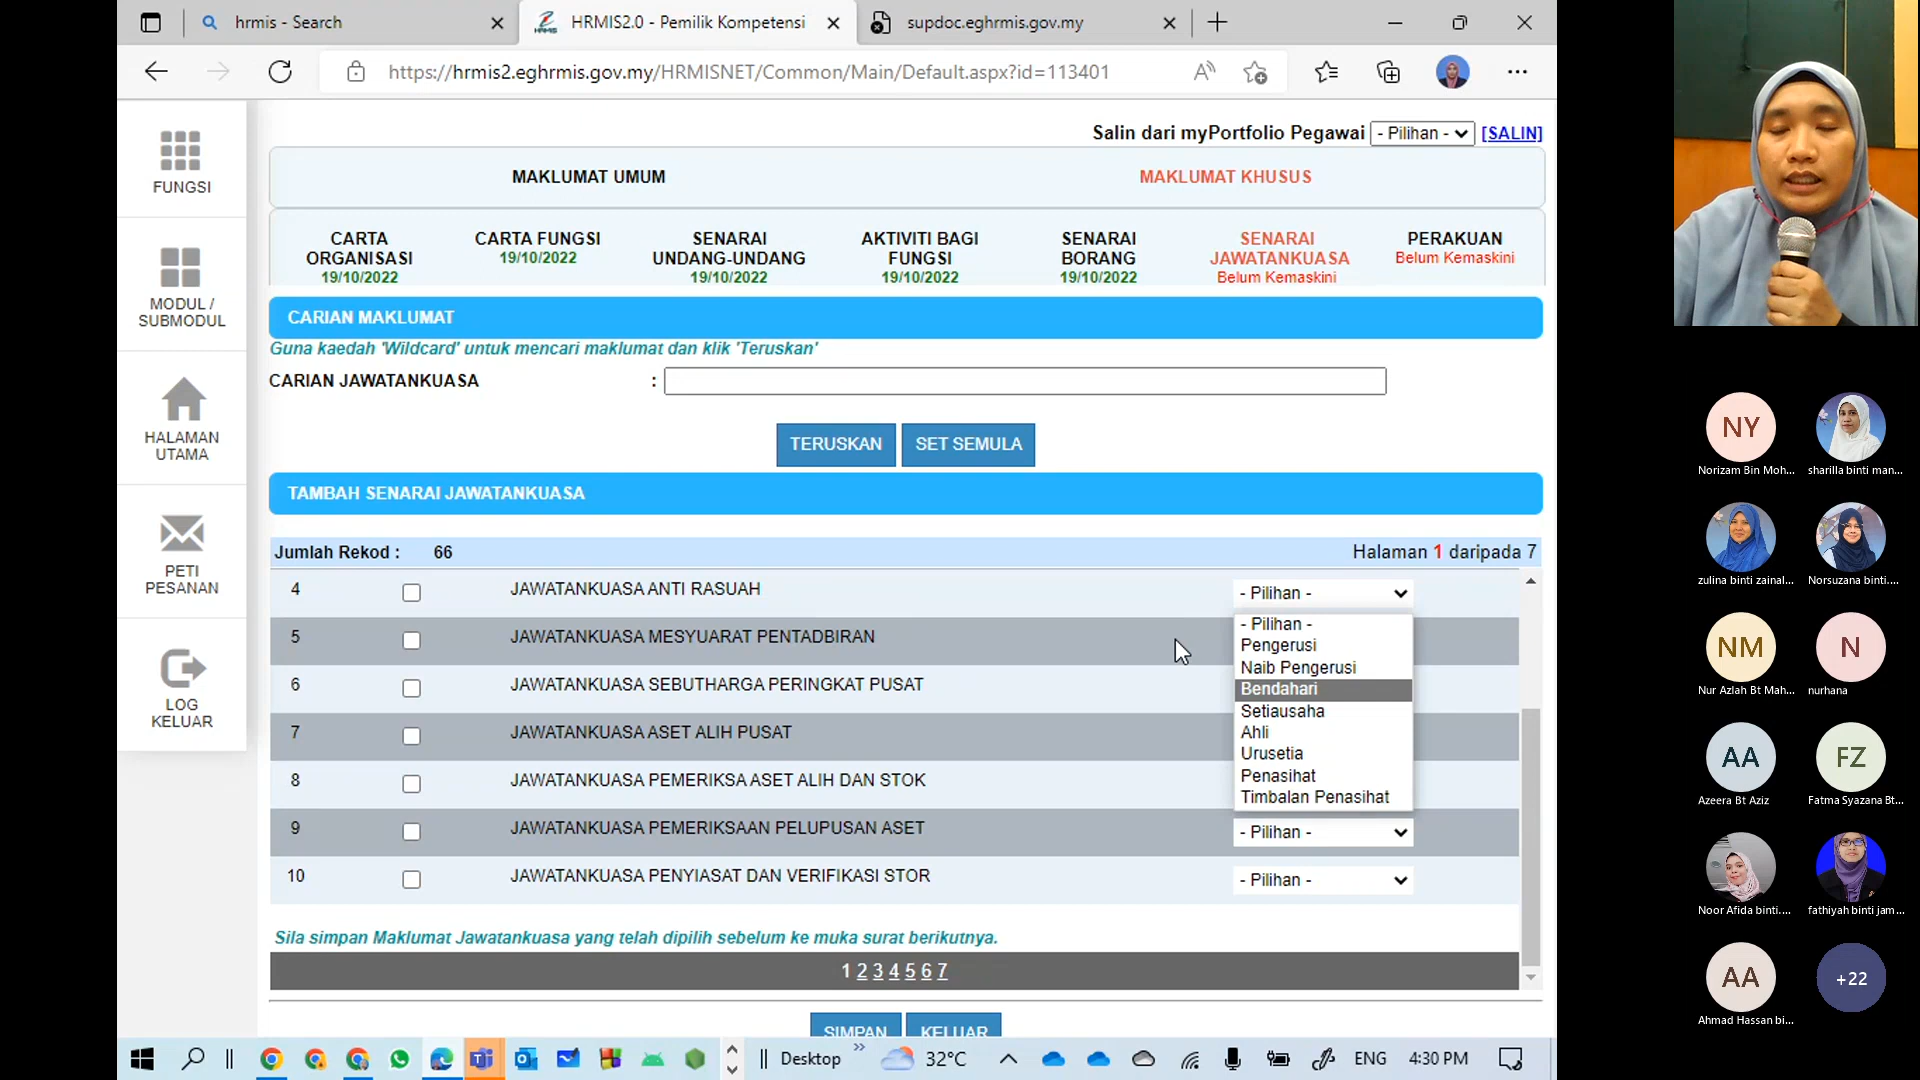 hrmis - Search
HRMIS2.0 - Pemilik Kompetensi
supdoc.eghrmis.gov.my
https://hrmis2.eghrmis.gov.my/HRMISNET/Common/Main/Default.aspx?id=113401
FUNGSI
MODUL /
SUBMODUL
HALAMAN
UTAMA
PETI
PESANAN
LOG
KELUAR
Salin dari myPortfolio Pegawai - Pilihan - [SALIN]
MAKLUMAT UMUM
MAKLUMAT KHUSUS
CARTA
ORGANISASI
19/10/2022
CARTA FUNGSI
19/10/2022
SENARAI
UNDANG-UNDANG
19/10/2022
AKTIVITI BAGI
FUNGSI
19/10/2022
SENARAI
BORANG
19/10/2022
SENARAI
JAWATANKUASA
Belum Kemaskini
PERAKUAN
Belum Kemaskini
CARIAN MAKLUMAT
Guna kaedah 'Wildcard' untuk mencari maklumat dan klik 'Teruskan'
CARIAN JAWATANKUASA :
TERUSKAN
SET SEMULA
TAMBAH SENARAI JAWATANKUASA
Jumlah Rekod : 66
Halaman 1 daripada 7
4 JAWATANKUASA ANTI RASUAH - Pilihan -
5 JAWATANKUASA MESYUARAT PENTADBIRAN
6 JAWATANKUASA SEBUTHARGA PERINGKAT PUSAT
7 JAWATANKUASA ASET ALIH PUSAT
8 JAWATANKUASA PEMERIKSA ASET ALIH DAN STOK
- Pilihan -
Pengerusi
Naib Pengerusi
Bendahari
Setiausaha
Ahli
Urusetia
Penasihat
Timbalan Penasihat
9 JAWATANKUASA PEMERIKSAAN PELUPUSAN ASET - Pilihan -
10 JAWATANKUASA PENYIASAT DAN VERIFIKASI STOR - Pilihan -
Sila simpan Maklumat Jawatankuasa yang telah dipilih sebelum ke muka surat berikutnya.
1 2 3 4 5 6 7
SIMPAN
KELUAR
Desktop
32°C
ENG
4:30 PM
NY
Norizam Bin Moh...
sharilla binti man...
zulina binti zainal...
Norsuzana binti....
NM
Nur Azlah Bt Mah...
N
nurhana
AA
Azeera Bt Aziz
FZ
Fatma Syazana Bt...
Noor Afida binti....
fathiyah binti jam...
AA
Ahmad Hassan bi...
+22